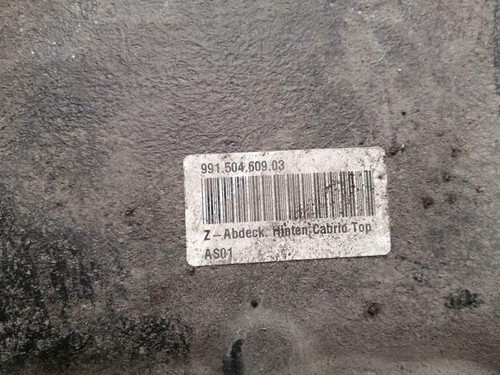 991.504.609.03
Z-Abdeck. Hinten Cabrio Top
AS01